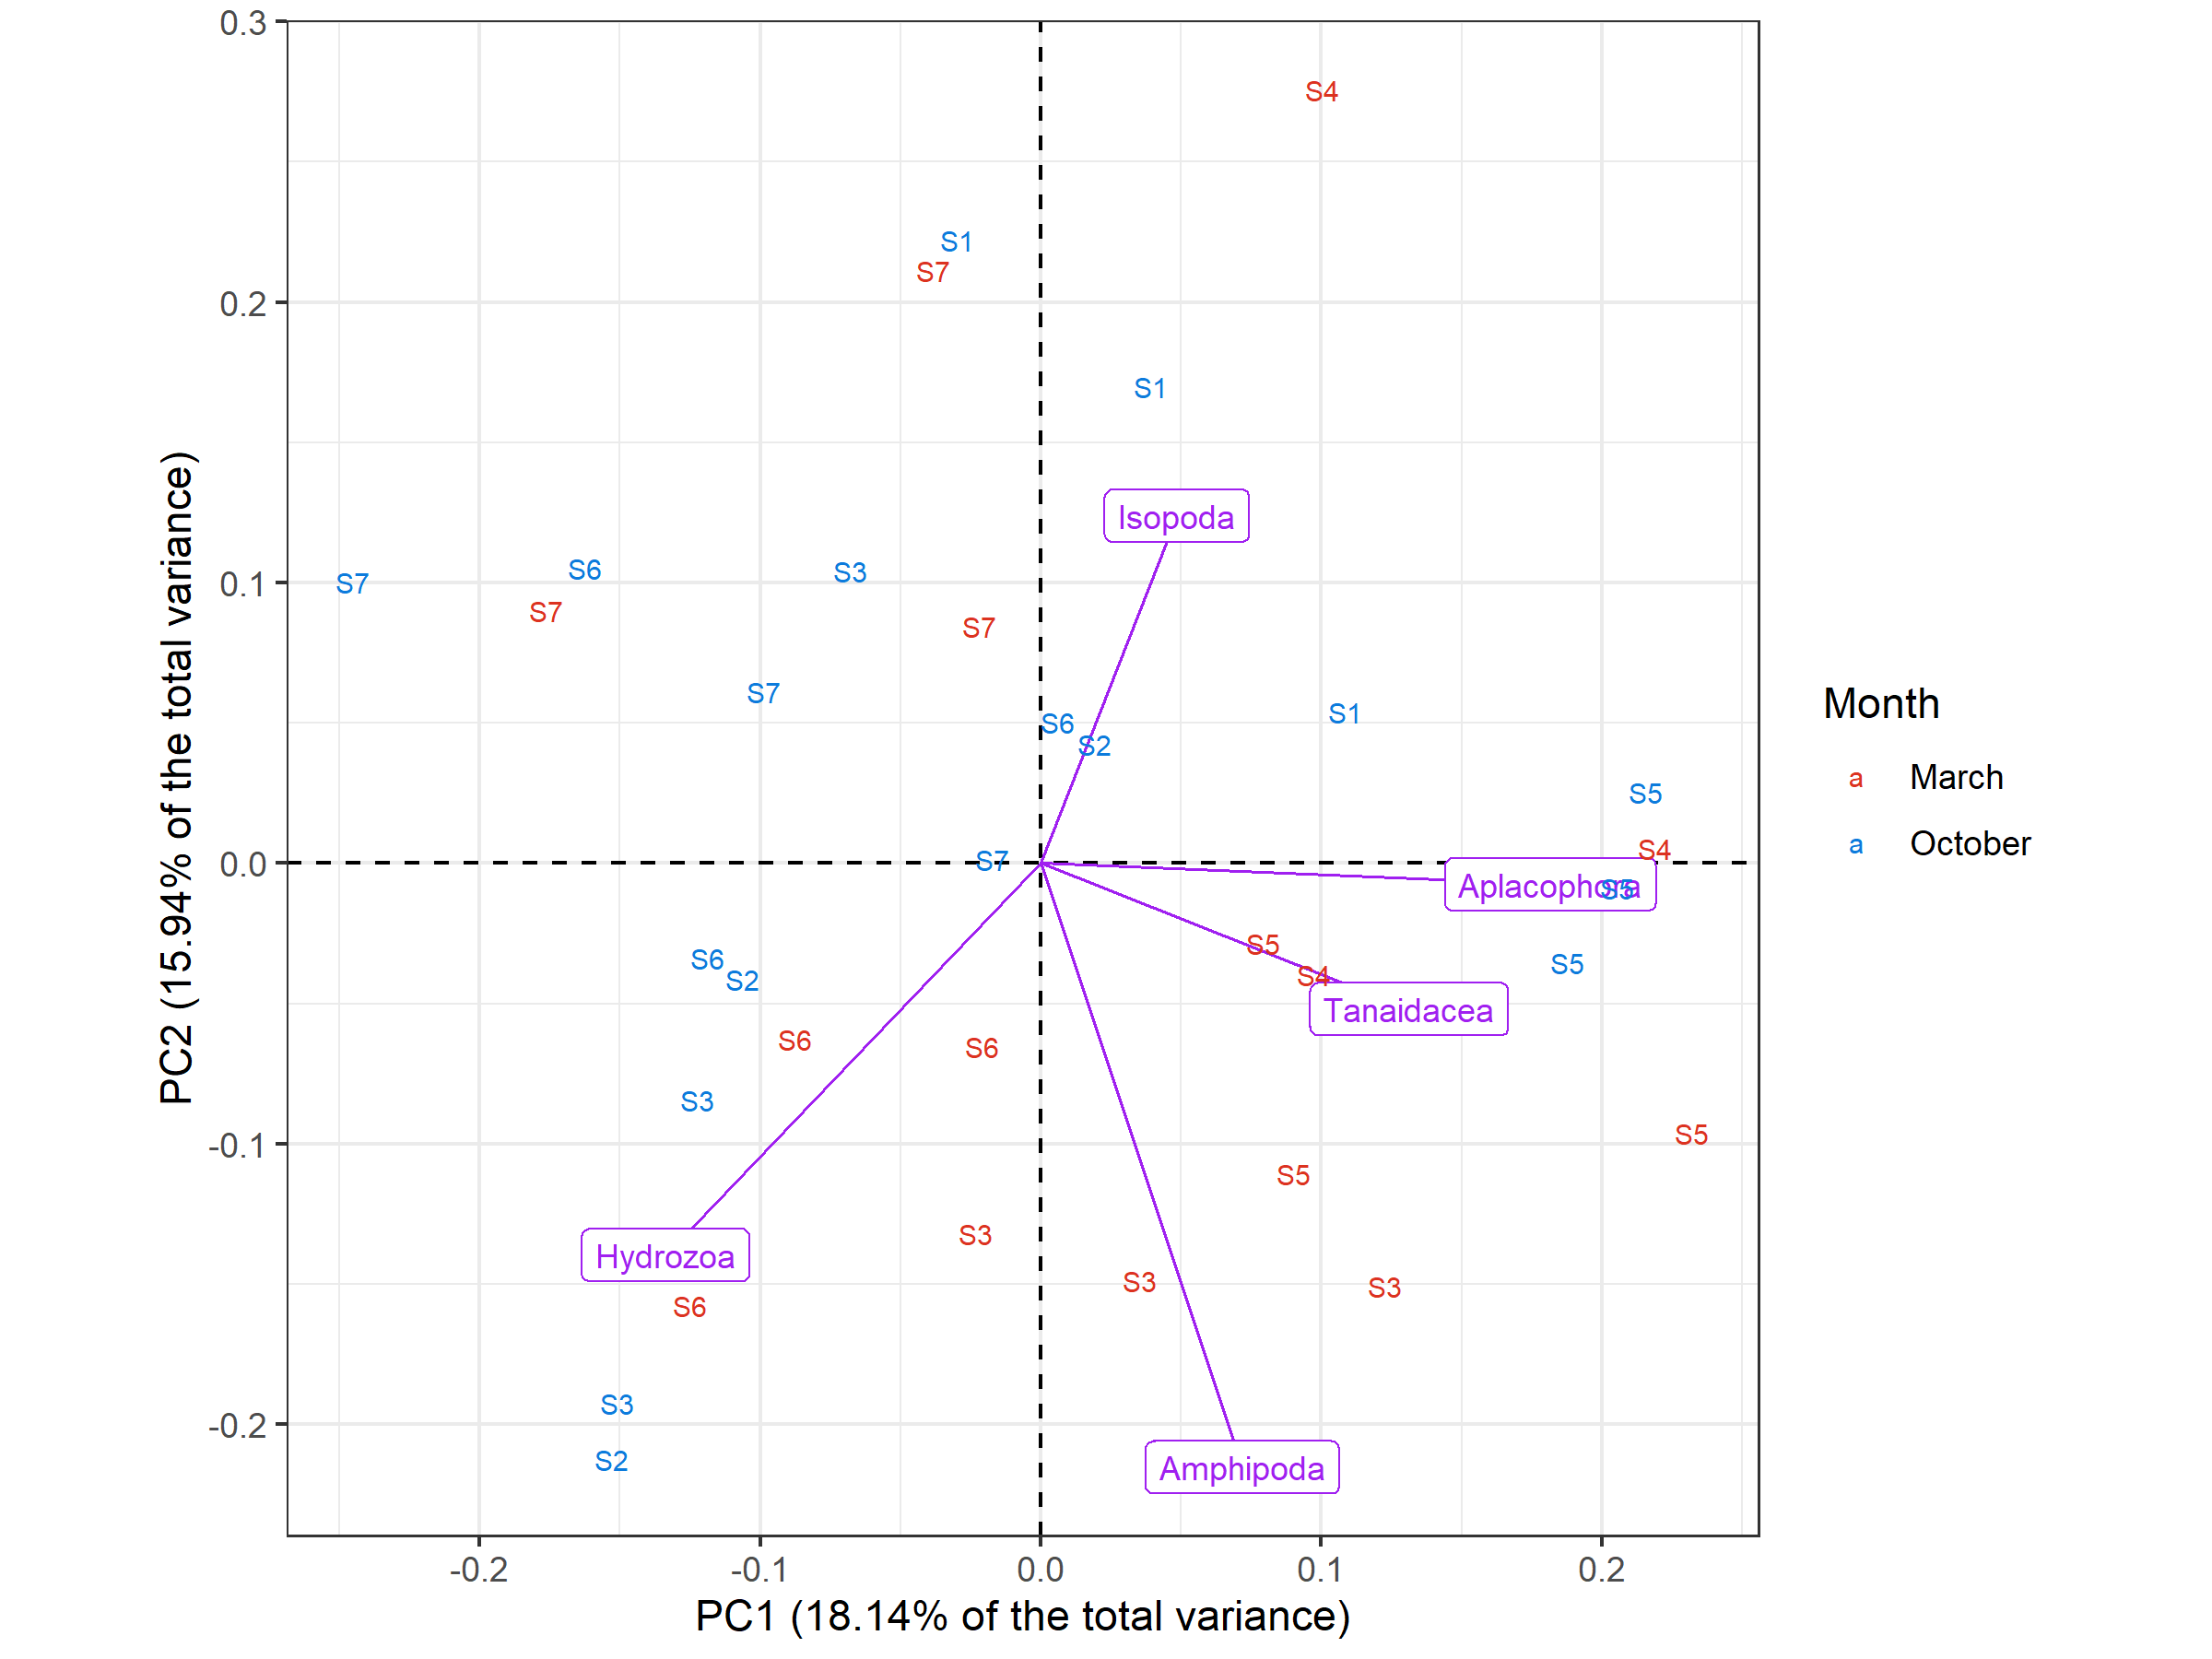 0.3
S4
S1
S7
0.2
S1
Isopoda
S6
S3
0.1
S7
S7
S7
S7
S6
S1
S2
S5
S4
0.0
S7
Aplacophora
S5
S5
S6
S5
S4
S2
Tanaidacea
S6
S6
S3
-0.1
S5
S5
S3
Hydrozoa
S3
S3
S6
S3
-0.2
S2
Amphipoda
-0.2
-0.1
0.0
0.1
0.2
PC1 (18.14% of the total variance)
PC2 (15.94% of the total variance)
Month
a March
a October